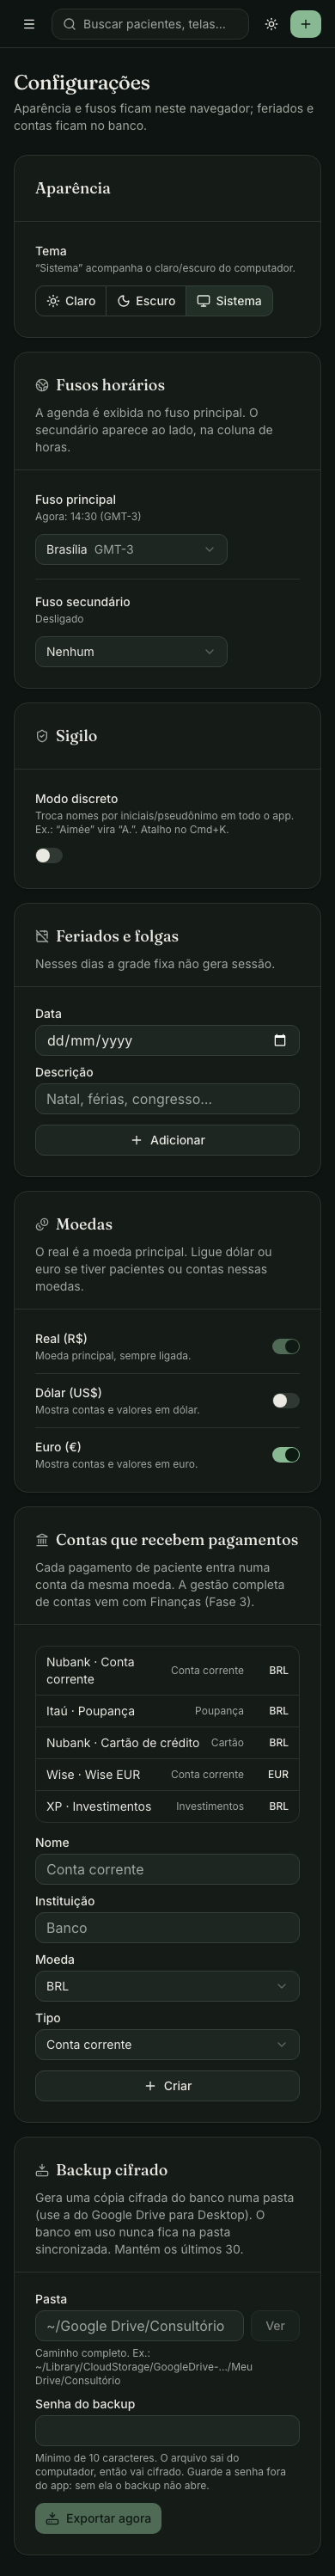 Buscar pacientes, telas...
Configurações
Aparência e fusos ficam neste navegador; feriados e
contas ficam no banco.
Aparência
Tema
“Sistema” acompanha o claro/escuro do computador.
Claro
Escuro
Sistema
Fusos horários
A agenda é exibida no fuso principal. O
secundário aparece ao lado, na coluna de
horas.
Fuso principal
Agora: 14:30 (GMT-3)
Brasília GMT-3
Fuso secundário
Desligado
Nenhum
Sigilo
Modo discreto
Troca nomes por iniciais/pseudônimo em todo o app.
Ex.: “Aimée” vira “A.”. Atalho no Cmd+K.
Feriados e folgas
Nesses dias a grade fixa não gera sessão.
Data
dd/mm/yyyy
Descrição
Natal, férias, congresso...
Adicionar
Moedas
O real é a moeda principal. Ligue dólar ou
euro se tiver pacientes ou contas nessas
moedas.
Real (R$)
Moeda principal, sempre ligada.
Dólar (US$)
Mostra contas e valores em dólar.
Euro (€)
Mostra contas e valores em euro.
Contas que recebem pagamentos
Cada pagamento de paciente entra numa
conta da mesma moeda. A gestão completa
de contas vem com Finanças (Fase 3).
Nubank · Conta
corrente
Conta corrente BRL
Itaú · Poupança Poupança BRL
Nubank · Cartão de crédito Cartão BRL
Wise · Wise EUR Conta corrente EUR
XP · Investimentos Investimentos BRL
Nome
Conta corrente
Instituição
Banco
Moeda
BRL
Tipo
Conta corrente
Criar
Backup cifrado
Gera uma cópia cifrada do banco numa pasta
(use a do Google Drive para Desktop). O
banco em uso nunca fica na pasta
sincronizada. Mantém os últimos 30.
Pasta
~/Google Drive/Consultório
Ver
Caminho completo. Ex.:
~/Library/CloudStorage/GoogleDrive-.../Meu
Drive/Consultório
Senha do backup
Mínimo de 10 caracteres. O arquivo sai do
computador, então vai cifrado. Guarde a senha fora
do app: sem ela o backup não abre.
Exportar agora